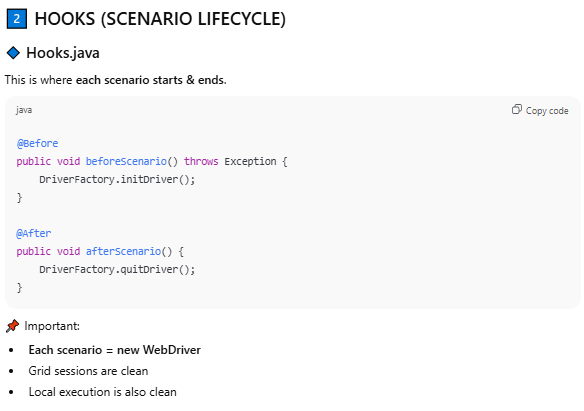 2 HOOKS (SCENARIO LIFECYCLE)
Hooks.java
This is where each scenario starts & ends.
java
Copy code
@Before
public void beforeScenario() throws Exception {
    DriverFactory.initDriver();
}
@After
public void afterScenario() {
    DriverFactory.quitDriver();
}
Important:
• Each scenario = new WebDriver
• Grid sessions are clean
• Local execution is also clean